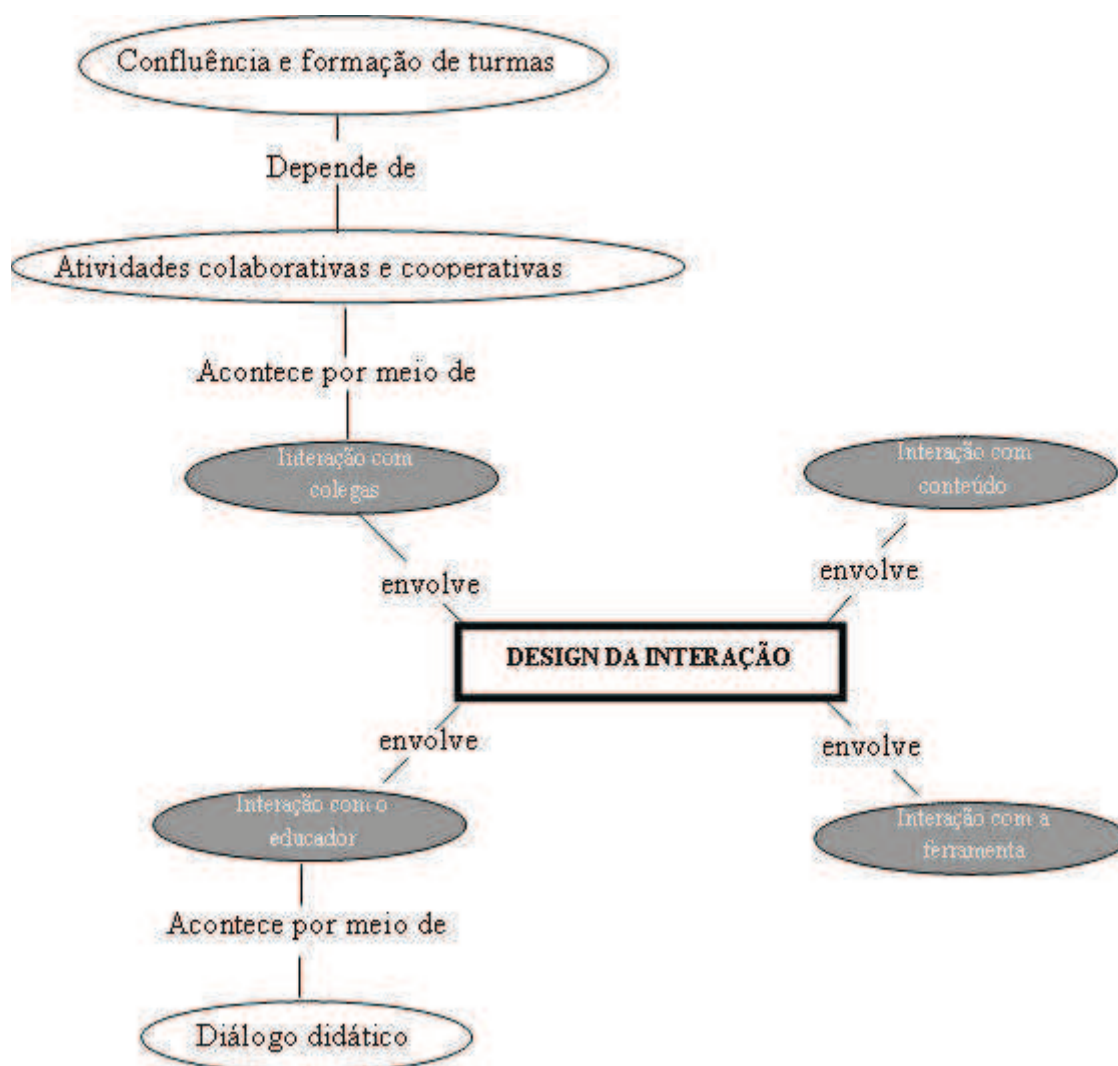 Confluência e formação de turmas
Depende de
Atividades colaborativas e cooperativas
Acontece por meio de
Interação com
colegas
Interação com
conteúdo
envolve
envolve
DESIGN DA INTERAÇÃO
envolve
envolve
Interação com o
educador
Interação com a
ferramenta
Acontece por meio de
Diálogo didático